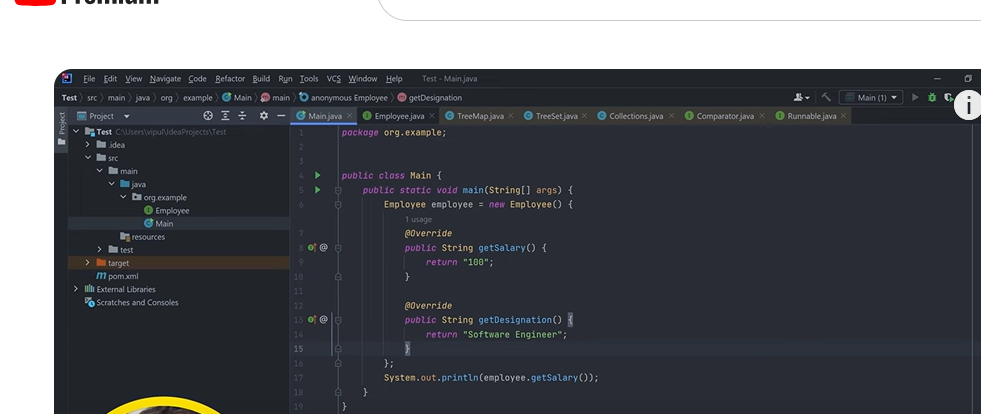 Premium
File Edit View Navigate Code Refactor Build Run Tools VCS Window Help Test - Main.java
Test src main java org example Main main anonymous Employee getDesignation Main (1)
i
Project Project Main.java Employee.java TreeMap.java TreeSet.java Collections.java Comparator.java Runnable.java
Test C:\Users\vipul\IdeaProjects\Test
.idea
src
main
java
org.example
Employee
Main
resources
test
target
pom.xml
External Libraries
Scratches and Consoles
1 package org.example;
2
3
4 public class Main {
5 public static void main(String[] args) {
6 Employee employee = new Employee() {
1 usage
7 @Override
8 public String getSalary() {
9 return "100";
10 }
11
12 @Override
13 public String getDesignation() {
14 return "Software Engineer";
15 }
16 };
17 System.out.println(employee.getSalary());
18 }
19 }